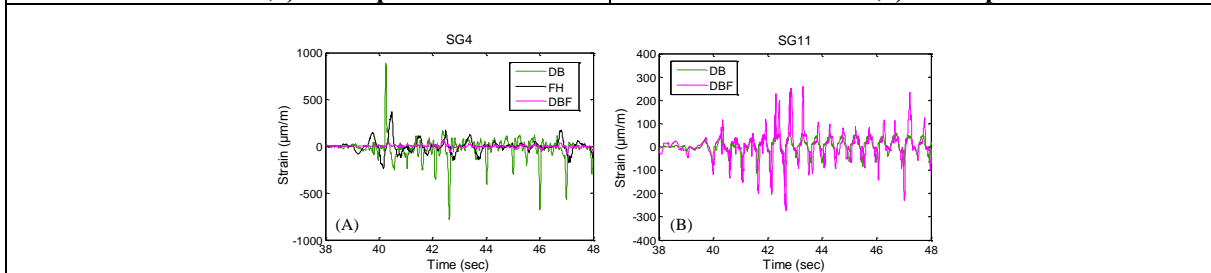 SG4
1000
500
0
-500
-1000
38 40 42 44 46 48
Strain (µm/m)
Time (sec)
DB
FH
DBF
(A)
SG11
400
300
200
100
0
-100
-200
-300
-400
38 40 42 44 46 48
Strain (µm/m)
Time (sec)
DB
DBF
(B)